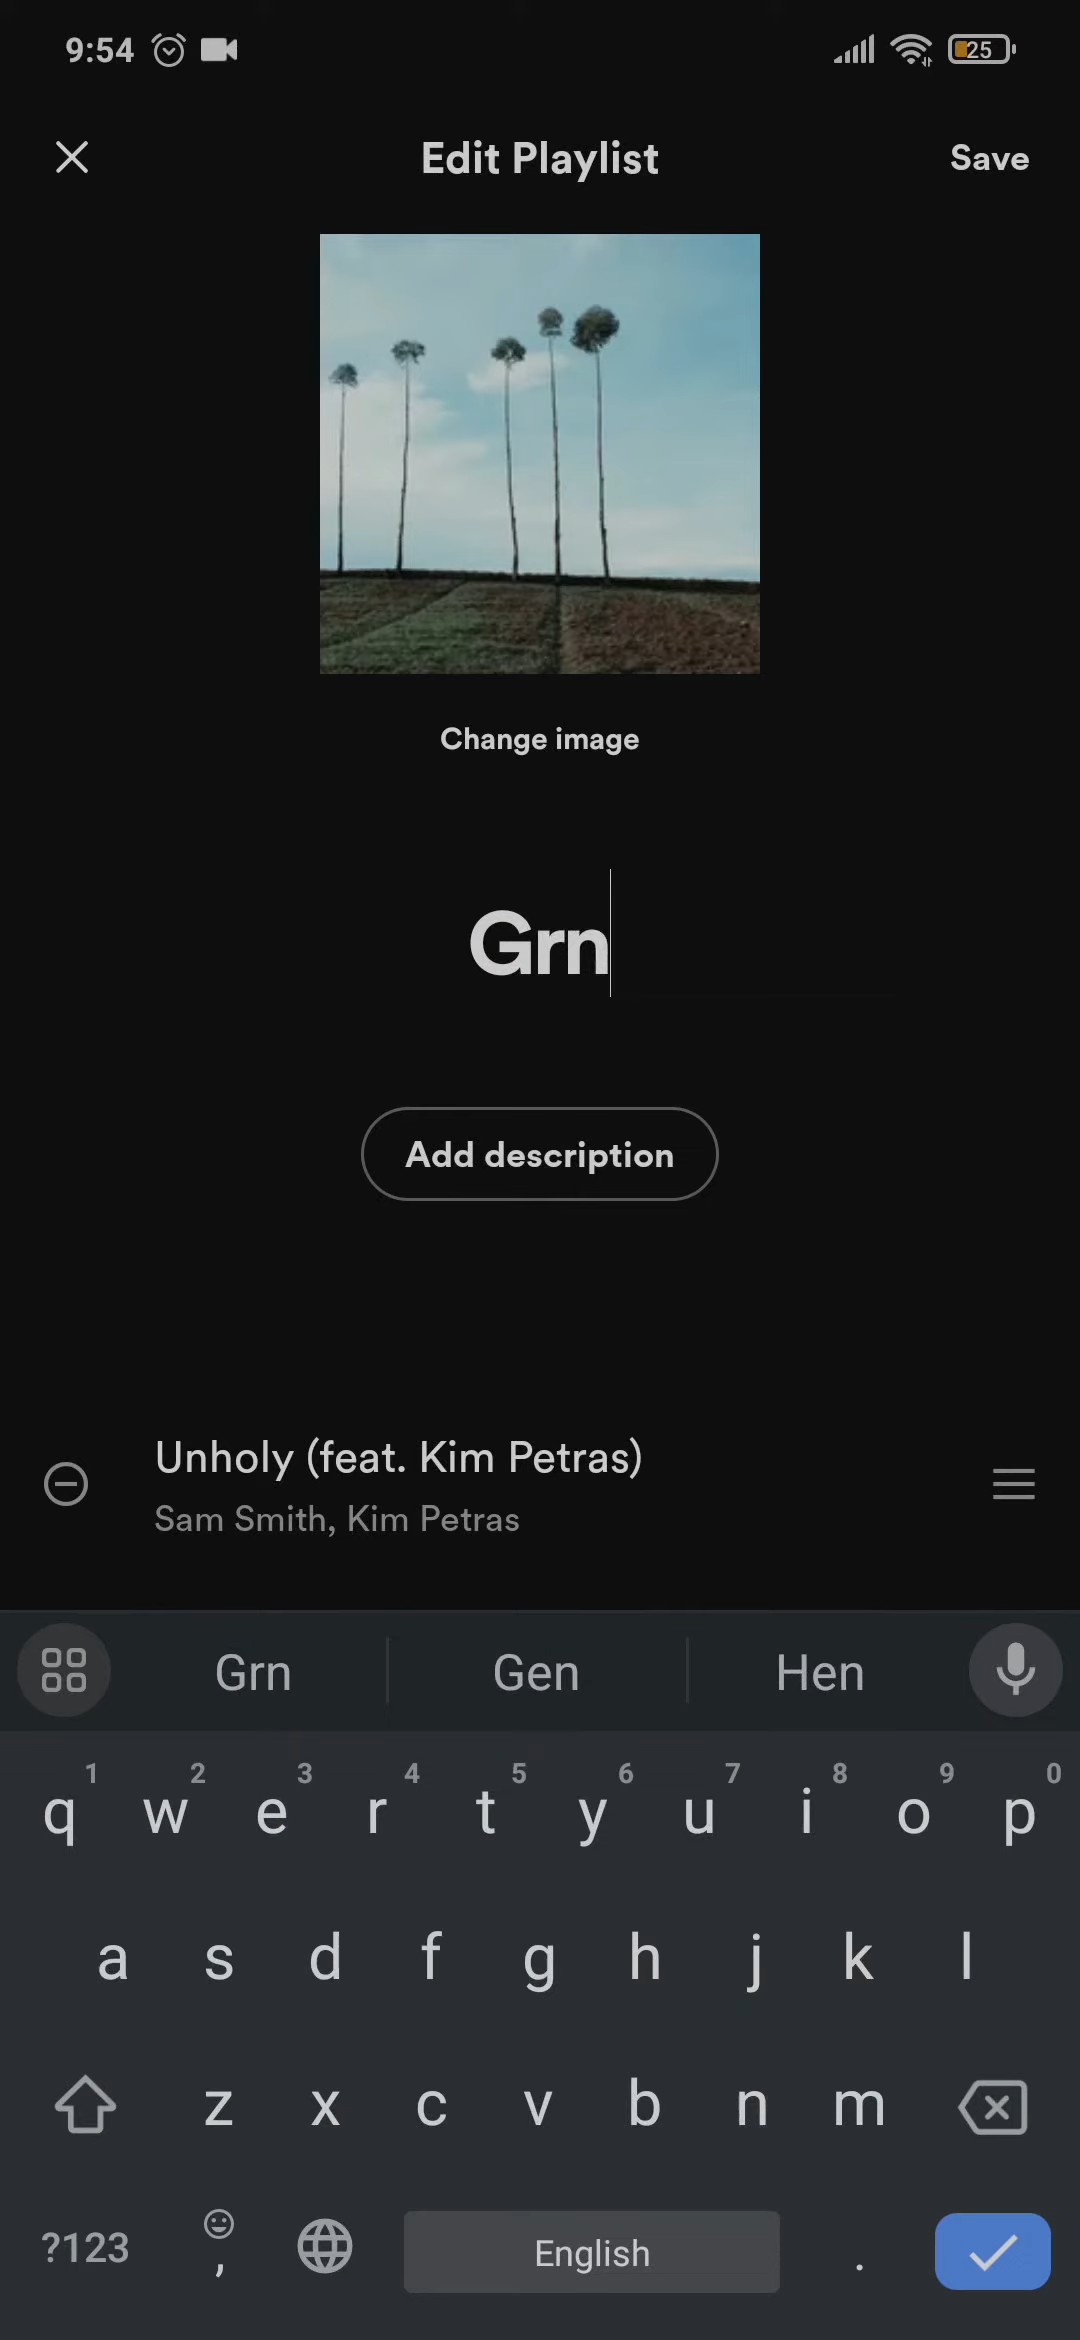 9:54 25
Edit Playlist Save
Change image
Grn
Add description
Unholy (feat. Kim Petras)
Sam Smith, Kim Petras
Grn Gen Hen
1 2 3 4 5 6 7 8 9 0
q w e r t y u i o p
a s d f g h j k l
z x c v b n m
?123 , English .